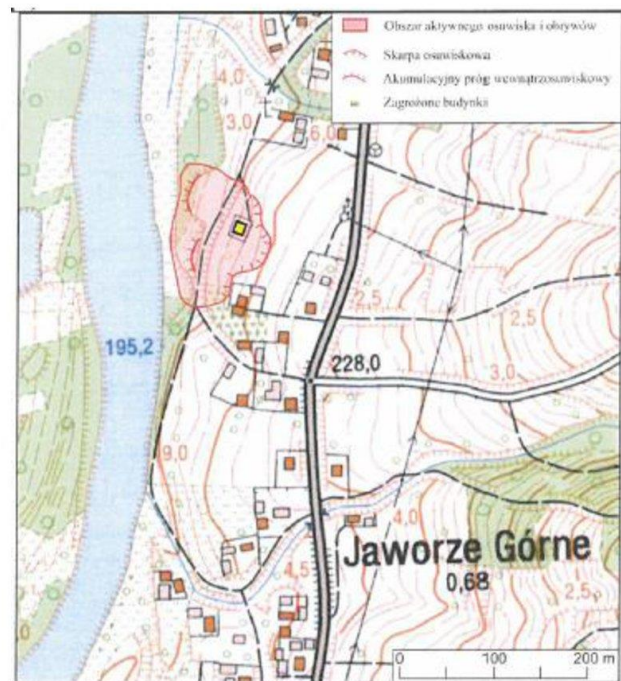 Obszar aktywnego osuwiska i obrywów
Skarpa osuwiskowa
Akumulacyjny próg wewnątrzosuwiskowy
Zagrożone budynki
4,0
3,0
6,0
2,5
2,5
195,2
228,0
3,0
9,0
4,0
Jaworze Górne
0,68
4,5
2,5
0 100 200 m